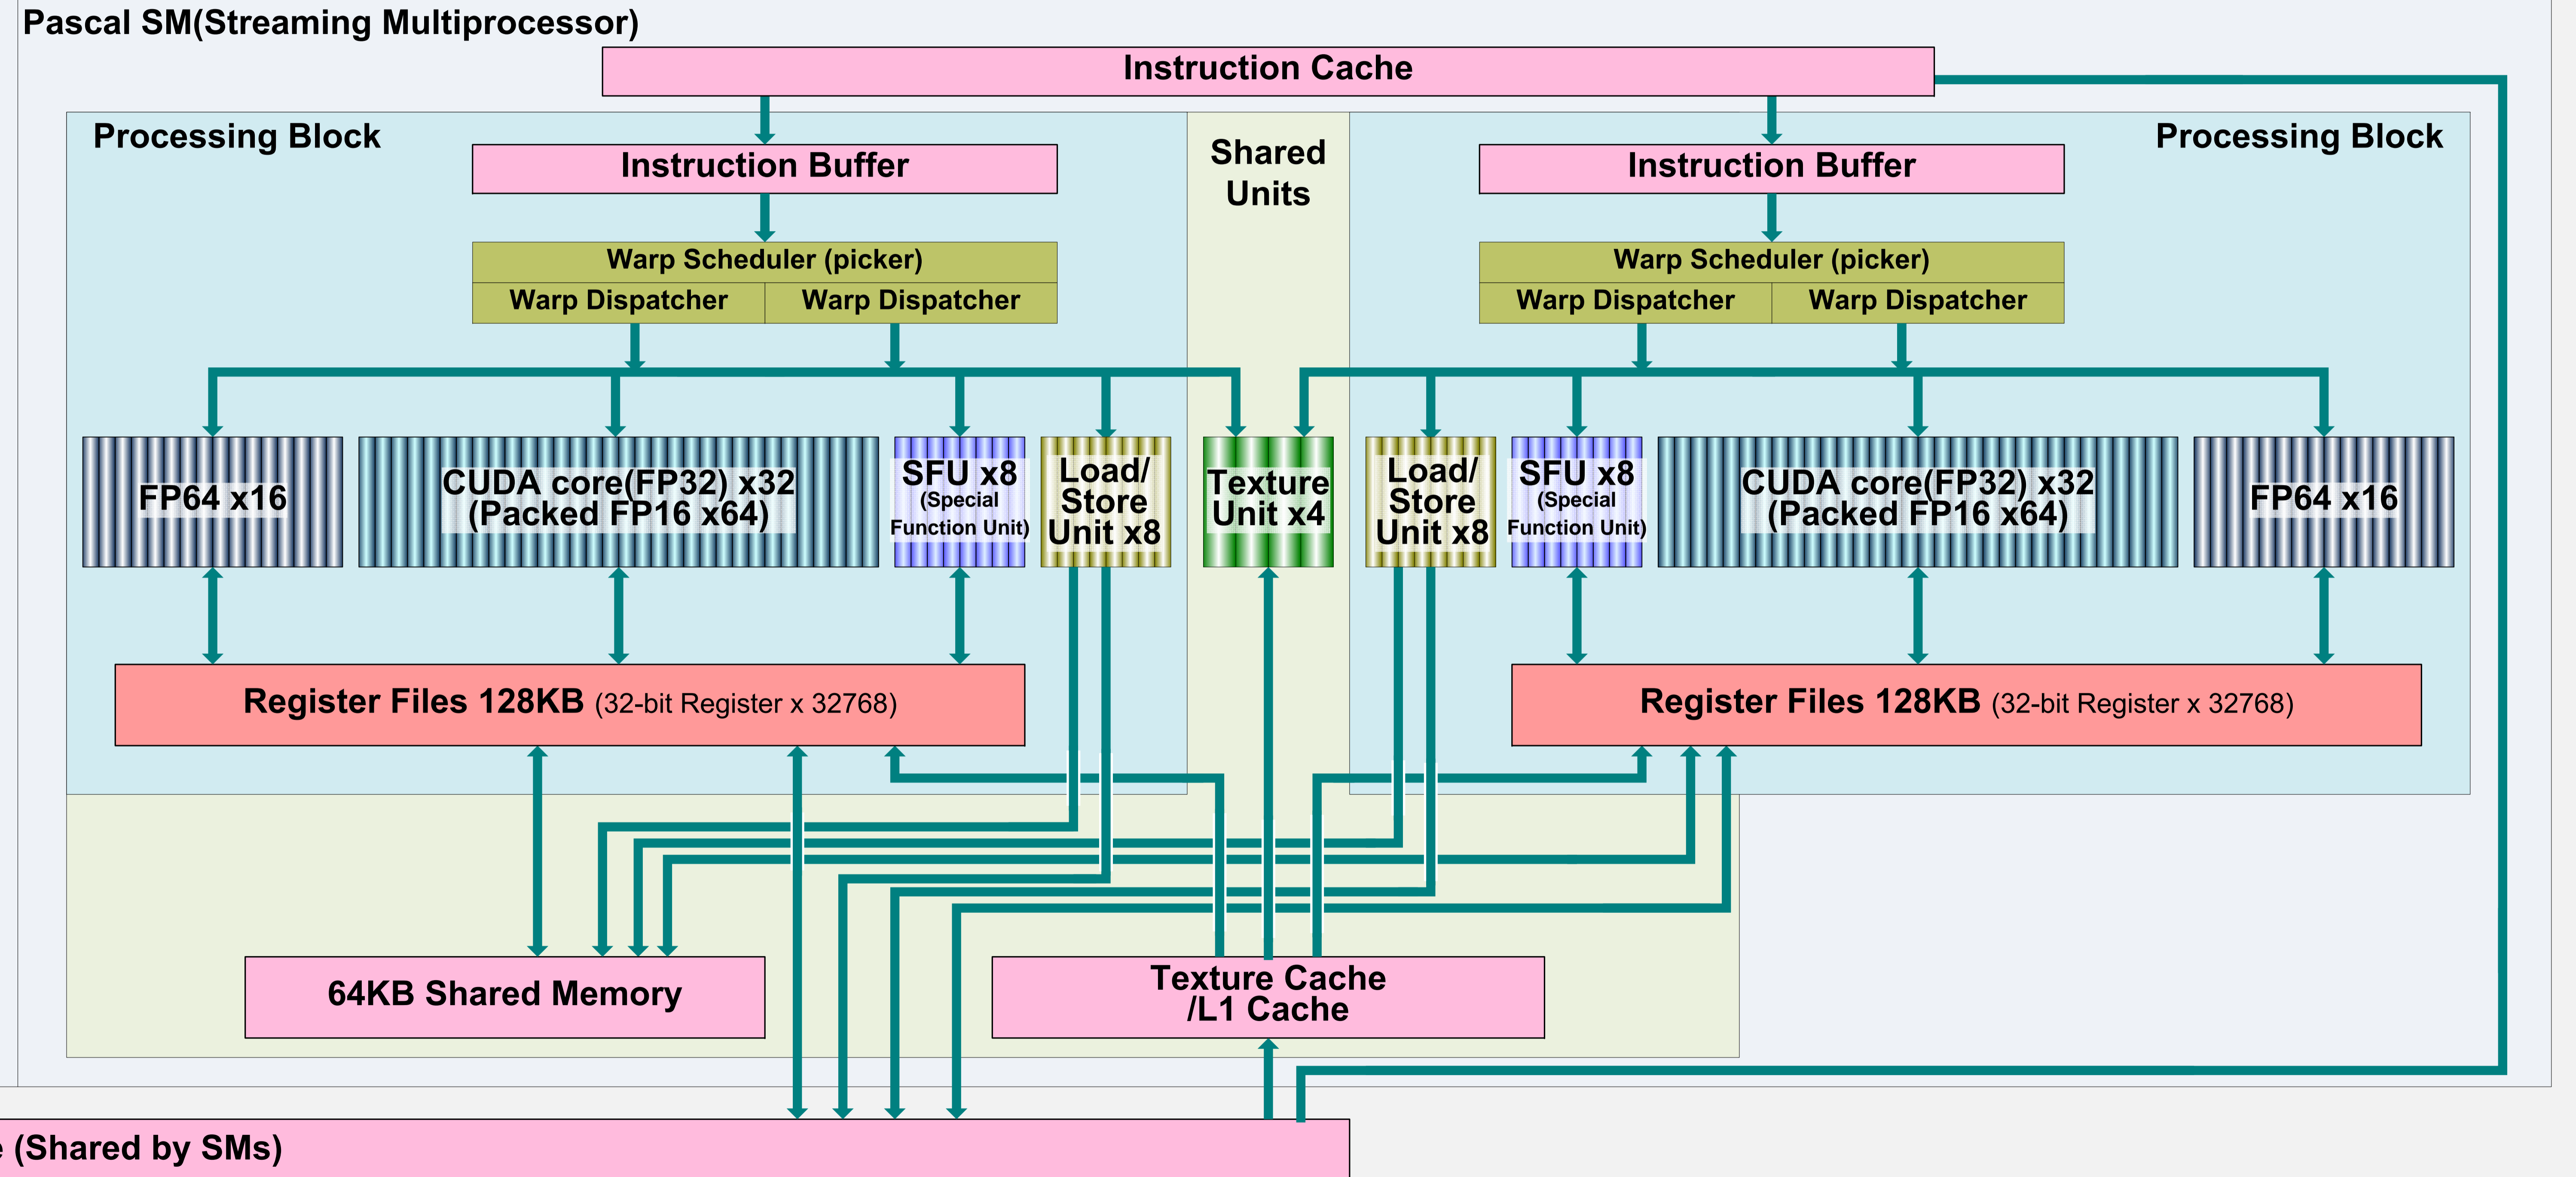 Pascal SM(Streaming Multiprocessor)
Instruction Cache
Processing Block
Instruction Buffer
Warp Scheduler (picker)
Warp Dispatcher
Warp Dispatcher
FP64 x16
CUDA core(FP32) x32
(Packed FP16 x64)
SFU x8
(Special
Function Unit)
Load/
Store
Unit x8
Register Files 128KB (32-bit Register x 32768)
Shared
Units
Texture
Unit x4
Processing Block
Instruction Buffer
Warp Scheduler (picker)
Warp Dispatcher
Warp Dispatcher
Load/
Store
Unit x8
SFU x8
(Special
Function Unit)
CUDA core(FP32) x32
(Packed FP16 x64)
FP64 x16
Register Files 128KB (32-bit Register x 32768)
64KB Shared Memory
Texture Cache
/L1 Cache
(Shared by SMs)